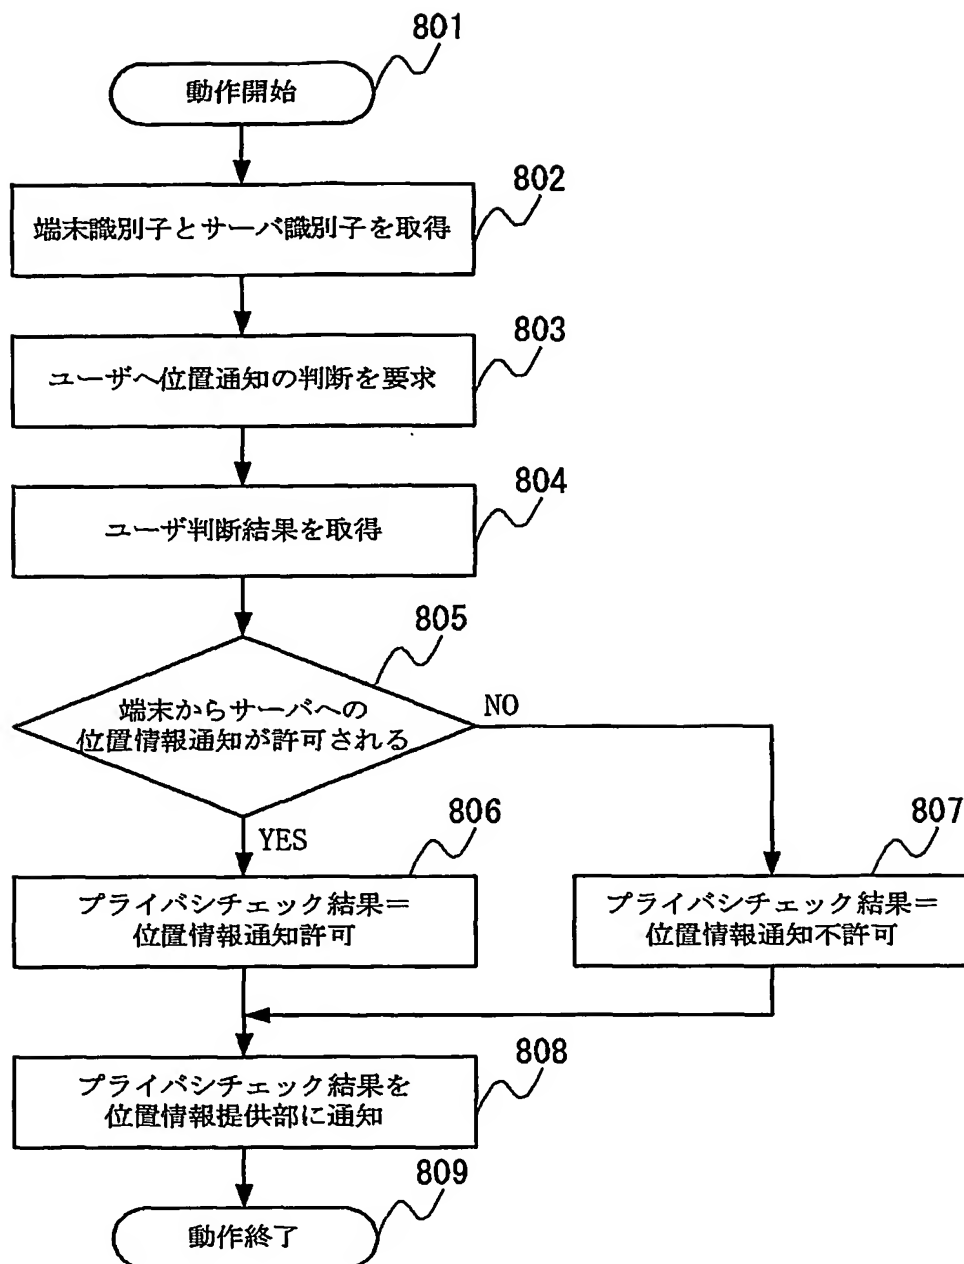 801
動作開始
802
端末識別子とサーバ識別子を取得
803
ユーザへ位置通知の判断を要求
804
ユーザ判断結果を取得
805
端末からサーバへの
位置情報通知が許可される
NO
YES
806
プライバシチェック結果＝
位置情報通知許可
807
プライバシチェック結果＝
位置情報通知不許可
808
プライバシチェック結果を
位置情報提供部に通知
809
動作終了